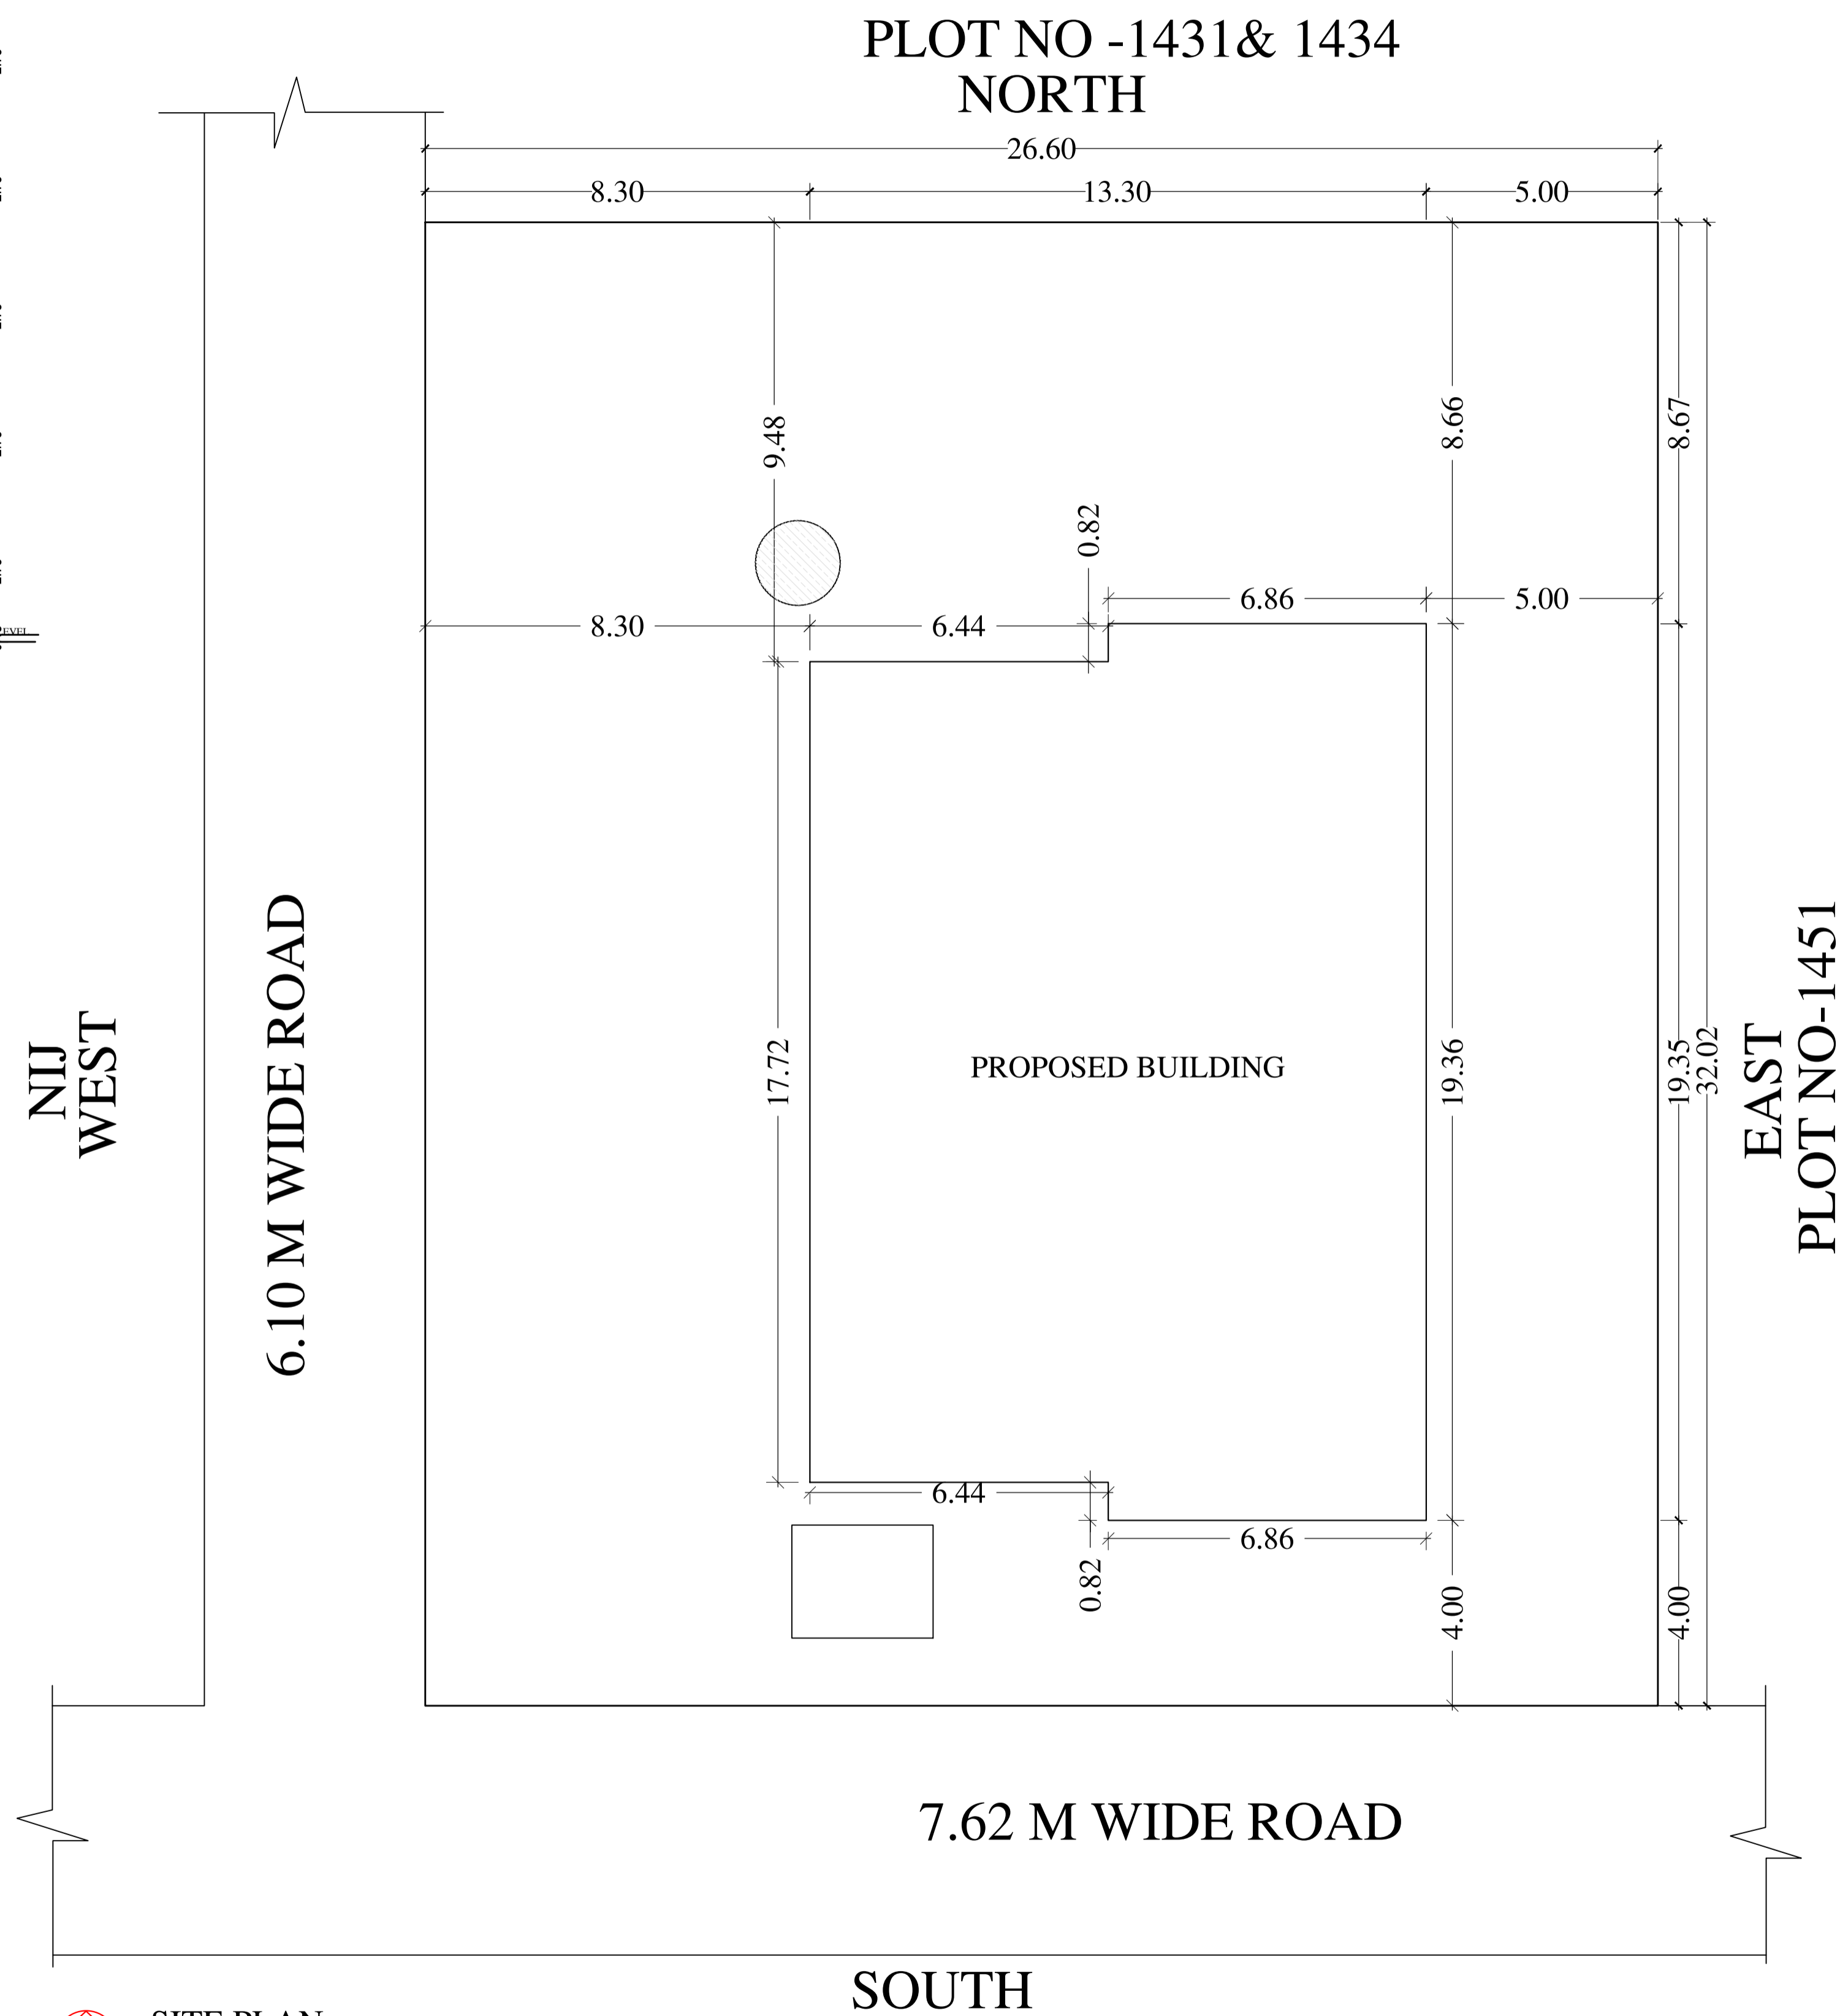 PLOT NO -1431& 1434
NORTH
26.60
8.30
13.30
5.00
9.48
8.66
8.67
0.82
6.86
5.00
8.30
6.44
NIJ
WEST
6.10 M WIDE ROAD
17.72
PROPOSED BUILDING
19.36
19.35
32.02
EAST
PLOT NO-1451
6.44
6.86
0.82
4.00
4.00
7.62 M WIDE ROAD
SOUTH
SITE PLAN